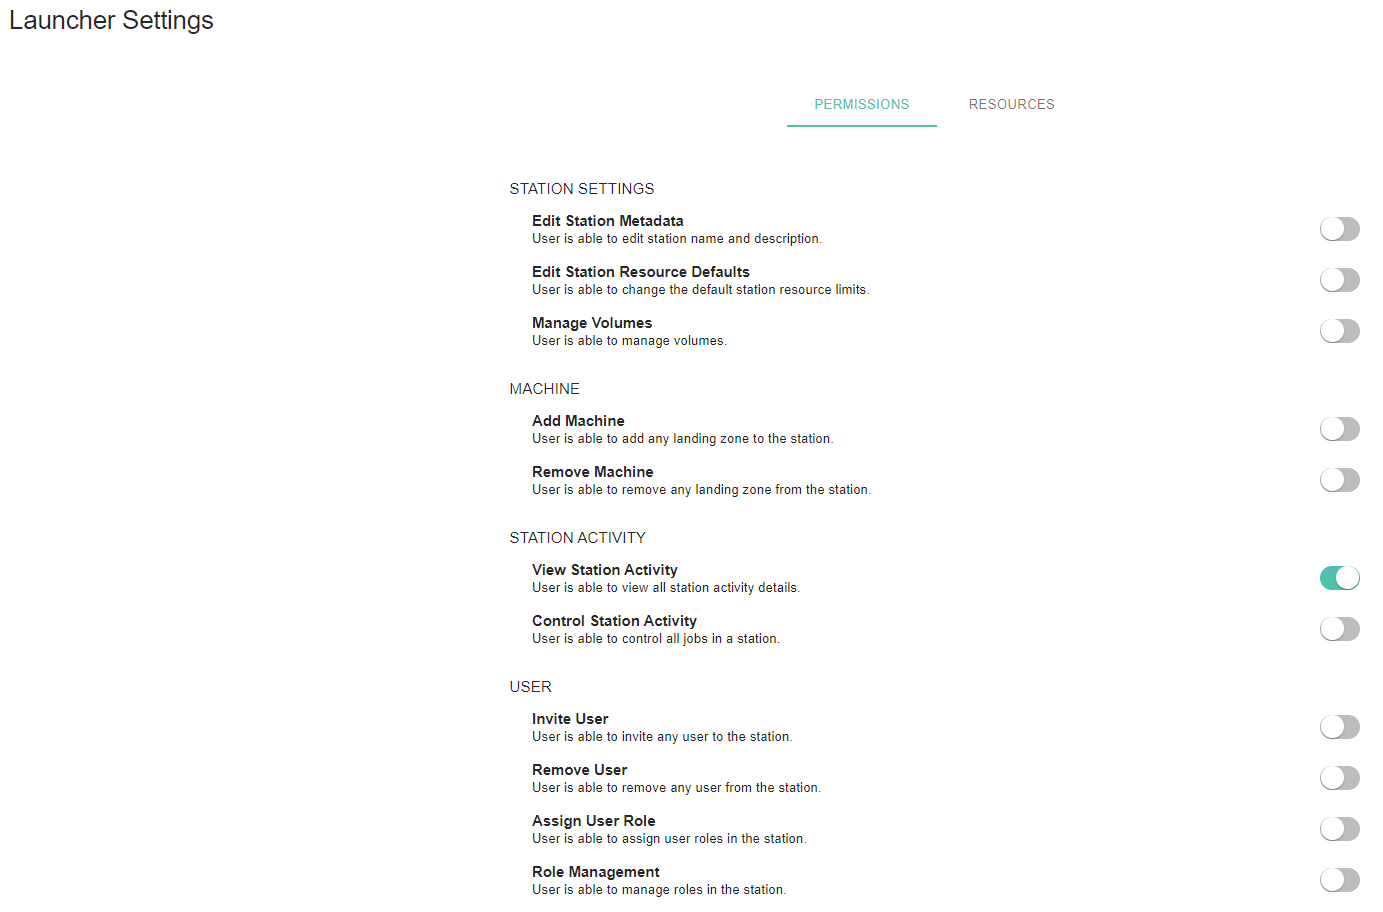 Launcher Settings
PERMISSIONS
RESOURCES
STATION SETTINGS
Edit Station Metadata
User is able to edit station name and description.
Edit Station Resource Defaults
User is able to change the default station resource limits.
Manage Volumes
User is able to manage volumes.
MACHINE
Add Machine
User is able to add any landing zone to the station.
Remove Machine
User is able to remove any landing zone from the station.
STATION ACTIVITY
View Station Activity
User is able to view all station activity details.
Control Station Activity
User is able to control all jobs in a station.
USER
Invite User
User is able to invite any user to the station.
Remove User
User is able to remove any user from the station.
Assign User Role
User is able to assign user roles in the station.
Role Management
User is able to manage roles in the station.